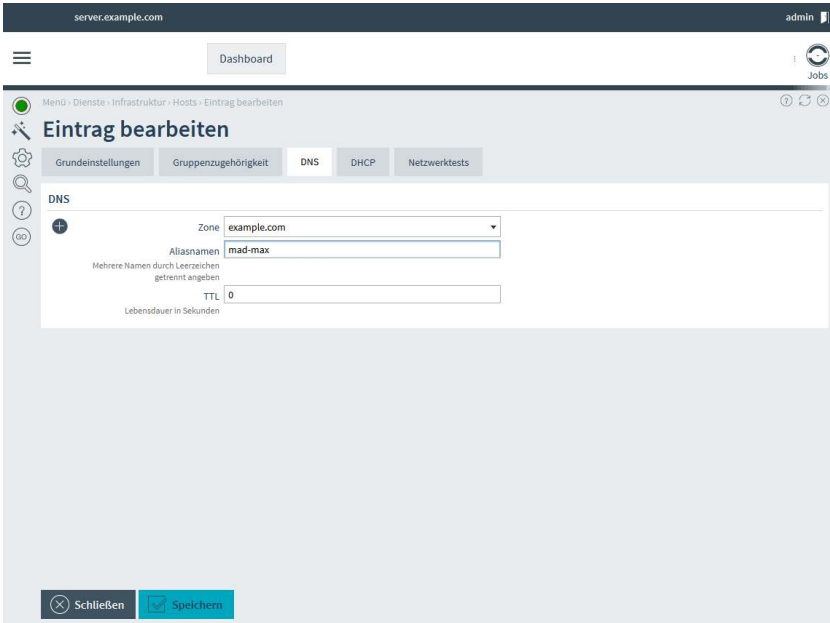 server.example.com
admin
Dashboard
Jobs
Menü › Dienste › Infrastruktur › Hosts › Eintrag bearbeiten
Eintrag bearbeiten
Grundeinstellungen
Gruppenzugehörigkeit
DNS
DHCP
Netzwerktests
DNS
Zone
example.com
Aliasnamen
mad-max
Mehrere Namen durch Leerzeichen
getrennt angeben
TTL
0
Lebensdauer in Sekunden
GO
Schließen
Speichern